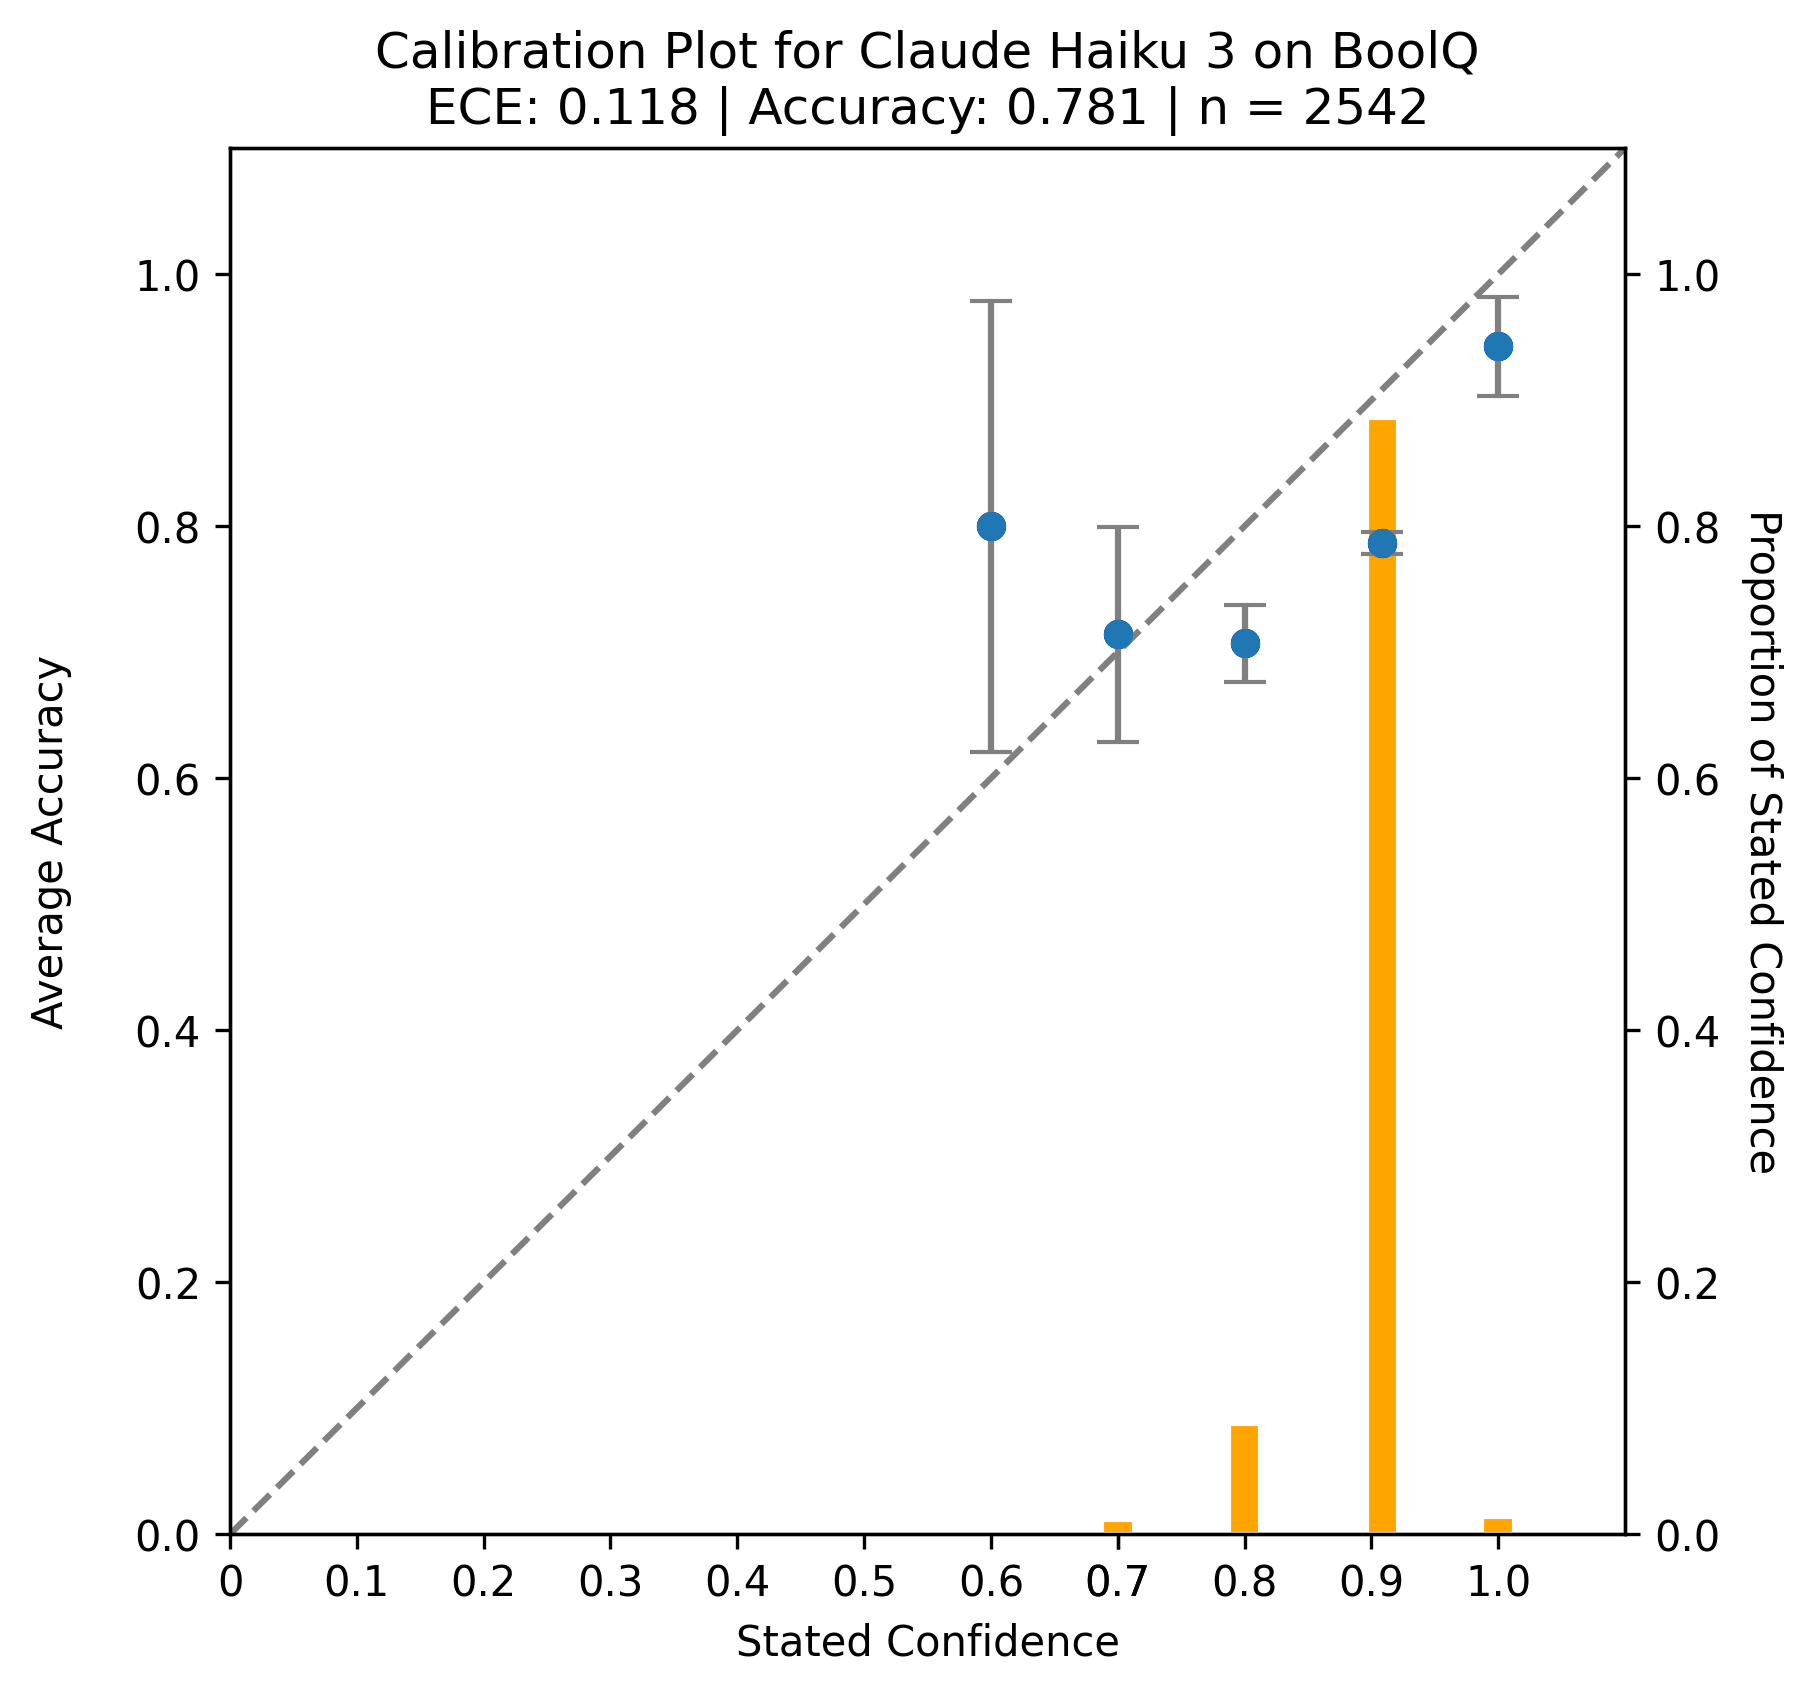 Calibration Plot for Claude Haiku 3 on BoolQ
ECE: 0.118 | Accuracy: 0.781 | n = 2542
Average Accuracy
1.0
0.8
0.6
0.4
0.2
0.0
1.0
0.8
0.6
0.4
0.2
0.0
Proportion of Stated Confidence
0 0.1 0.2 0.3 0.4 0.5 0.6 0.7 0.8 0.9 1.0
Stated Confidence